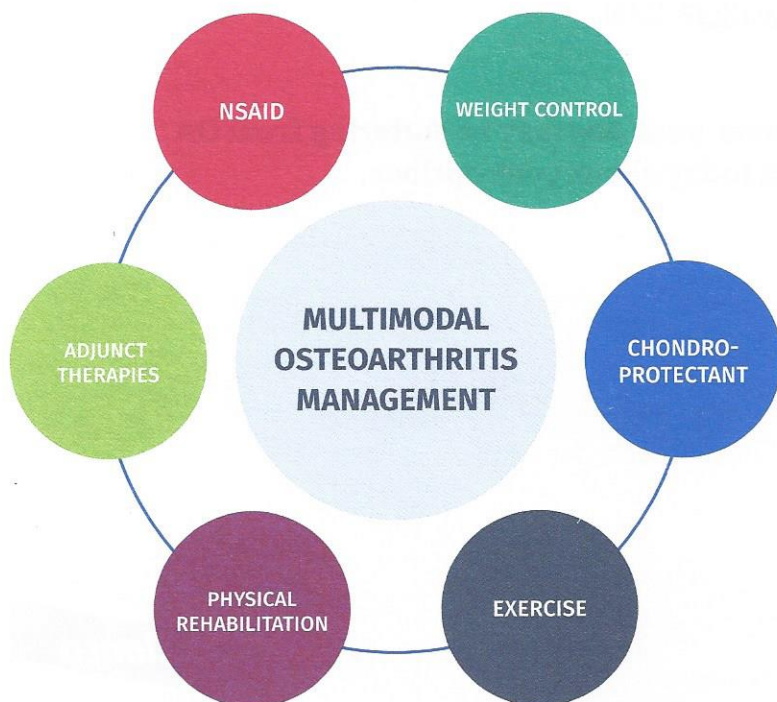 NSAID
WEIGHT CONTROL
ADJUNCT
THERAPIES
MULTIMODAL
OSTEOARTHRITIS
MANAGEMENT
CHONDRO-
PROTECTANT
PHYSICAL
REHABILITATION
EXERCISE